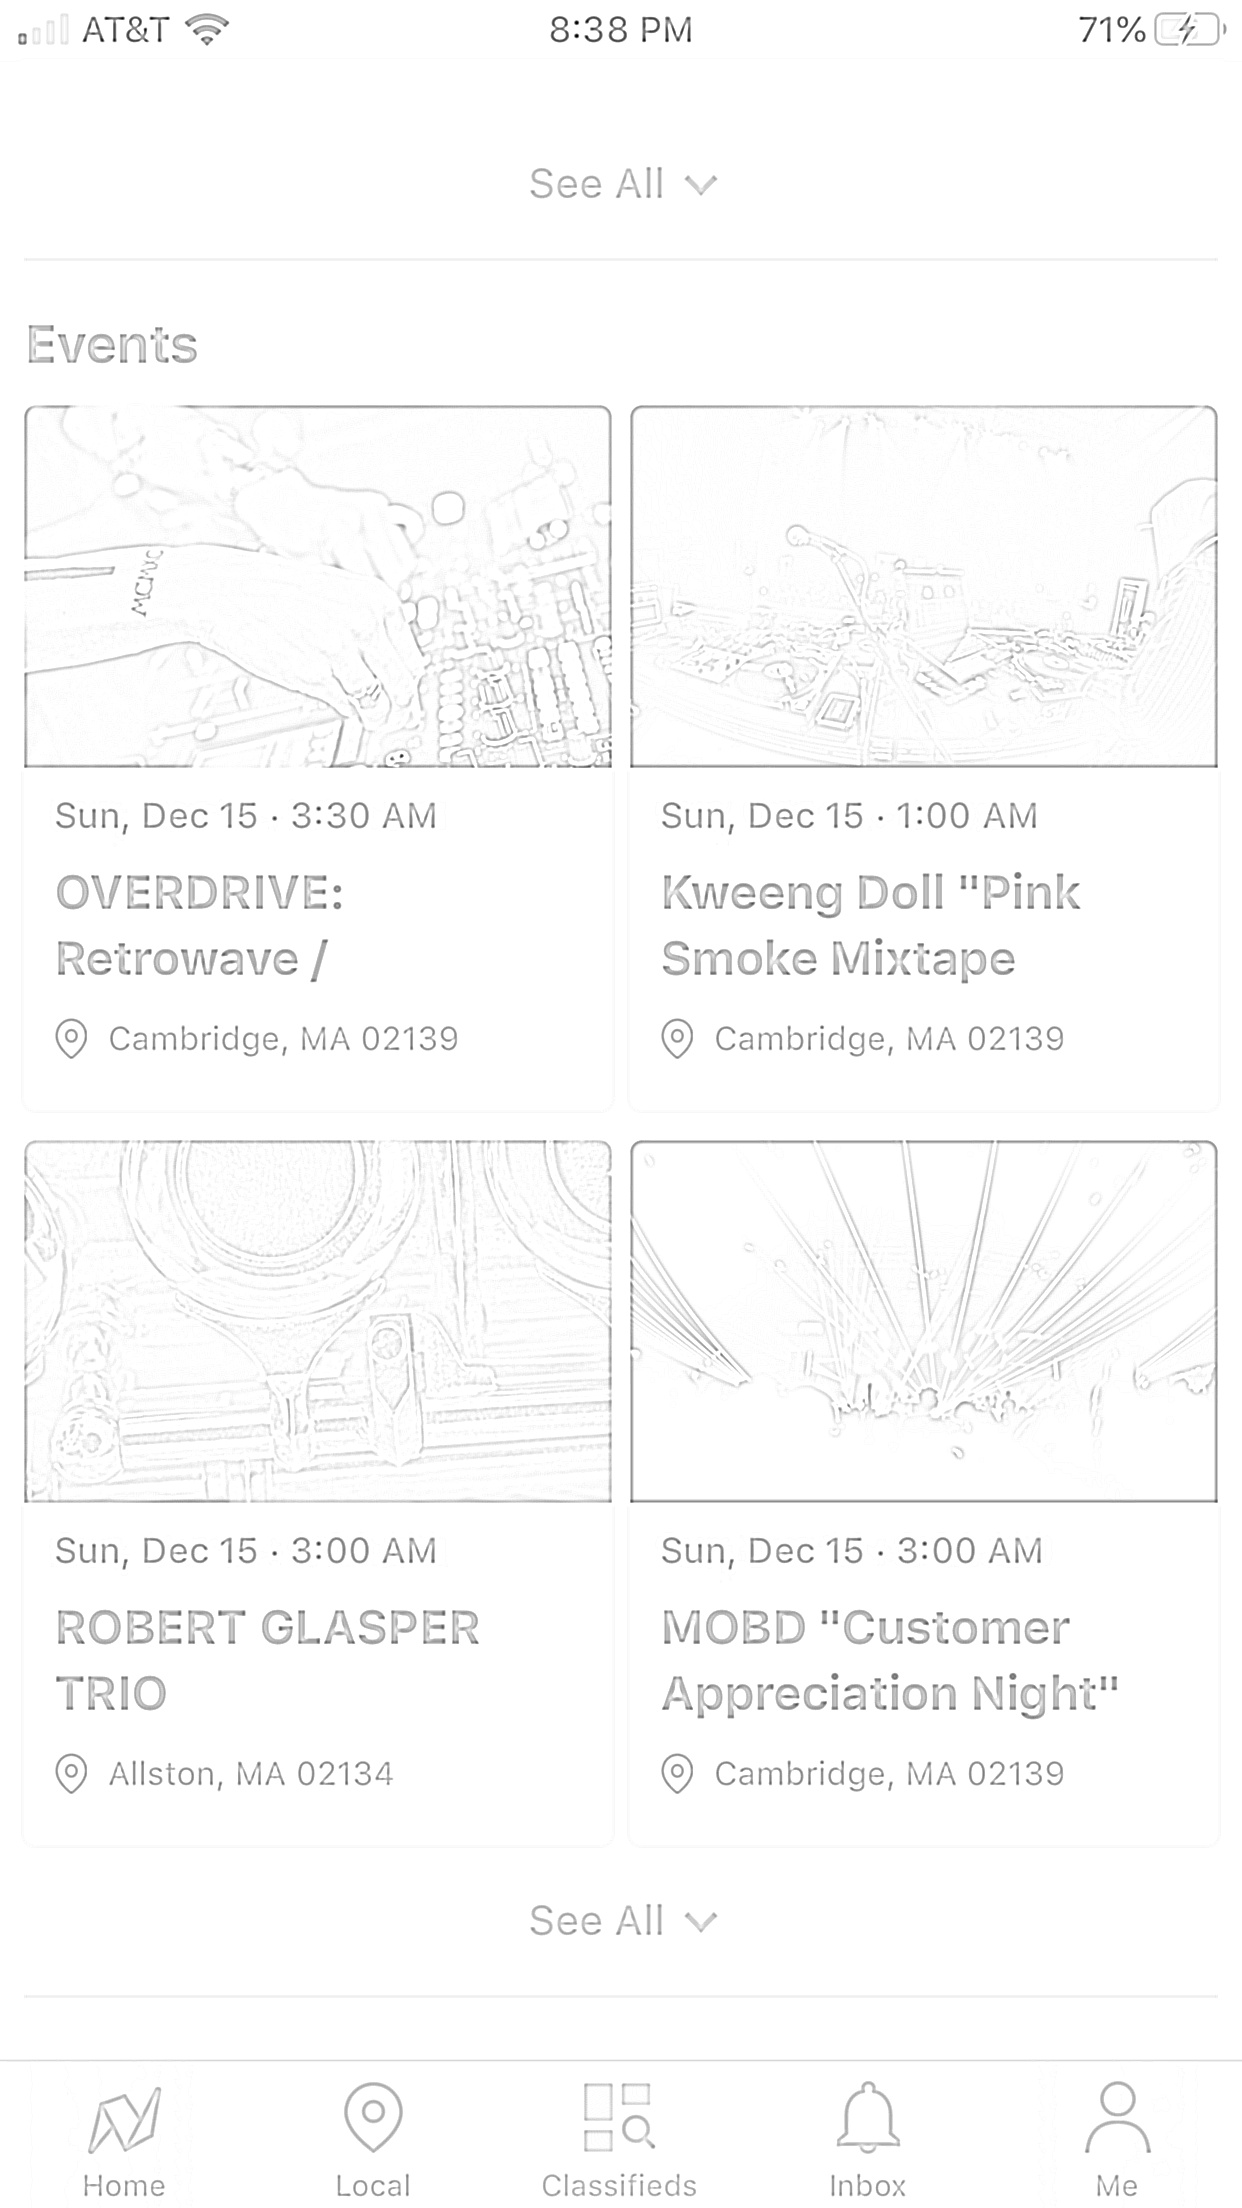 AT&T 8:38 PM 71%
See All
Events
Sun, Dec 15 · 3:30 AM
OVERDRIVE:
Retrowave /
Cambridge, MA 02139
Sun, Dec 15 · 1:00 AM
Kweeng Doll "Pink
Smoke Mixtape
Cambridge, MA 02139
Sun, Dec 15 · 3:00 AM
ROBERT GLASPER
TRIO
Allston, MA 02134
Sun, Dec 15 · 3:00 AM
MOBD "Customer
Appreciation Night"
Cambridge, MA 02139
See All
Home Local Classifieds Inbox Me